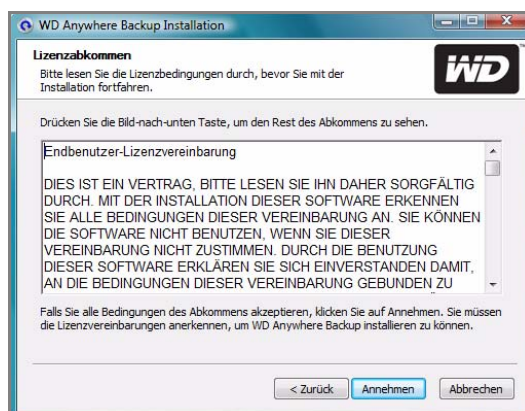 WD Anywhere Backup Installation
Lizenzabkommen
Bitte lesen Sie die Lizenzbedingungen durch, bevor Sie mit der
Installation fortfahren.
WD
Drücken Sie die Bild-nach-unten Taste, um den Rest des Abkommens zu sehen.
Endbenutzer-Lizenzvereinbarung
DIES IST EIN VERTRAG, BITTE LESEN SIE IHN DAHER SORGFÄLTIG
DURCH. MIT DER INSTALLATION DIESER SOFTWARE ERKENNEN
SIE ALLE BEDINGUNGEN DIESER VEREINBARUNG AN. SIE KÖNNEN
DIE SOFTWARE NICHT BENUTZEN, WENN SIE DIESER
VEREINBARUNG NICHT ZUSTIMMEN. DURCH DIE BENUTZUNG
DIESER SOFTWARE ERKLÄREN SIE SICH EINVERSTANDEN DAMIT,
AN DIE BEDINGUNGEN DIESER VEREINBARUNG GEBUNDEN ZU
Falls Sie alle Bedingungen des Abkommens akzeptieren, klicken Sie auf Annehmen. Sie müssen
die Lizenzvereinbarungen anerkennen, um WD Anywhere Backup installieren zu können.
< Zurück Annehmen Abbrechen